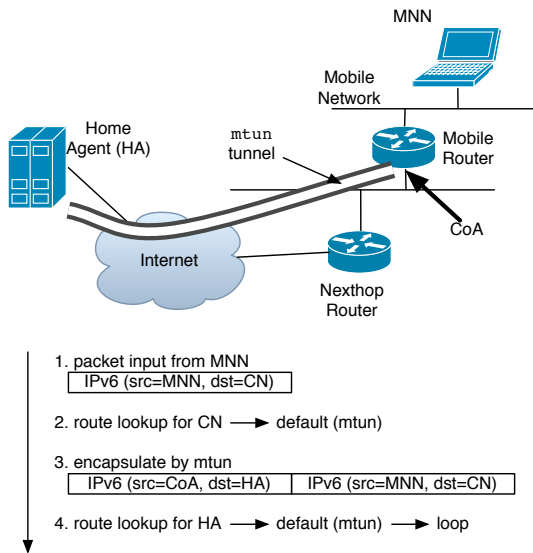 MNN
Mobile
Network
Home
Agent (HA)
mtun
tunnel
Mobile
Router
CoA
Internet
Nexthop
Router
1. packet input from MNN
IPv6 (src=MNN, dst=CN)
2. route lookup for CN → default (mtun)
3. encapsulate by mtun
IPv6 (src=CoA, dst=HA) IPv6 (src=MNN, dst=CN)
4. route lookup for HA → default (mtun) → loop